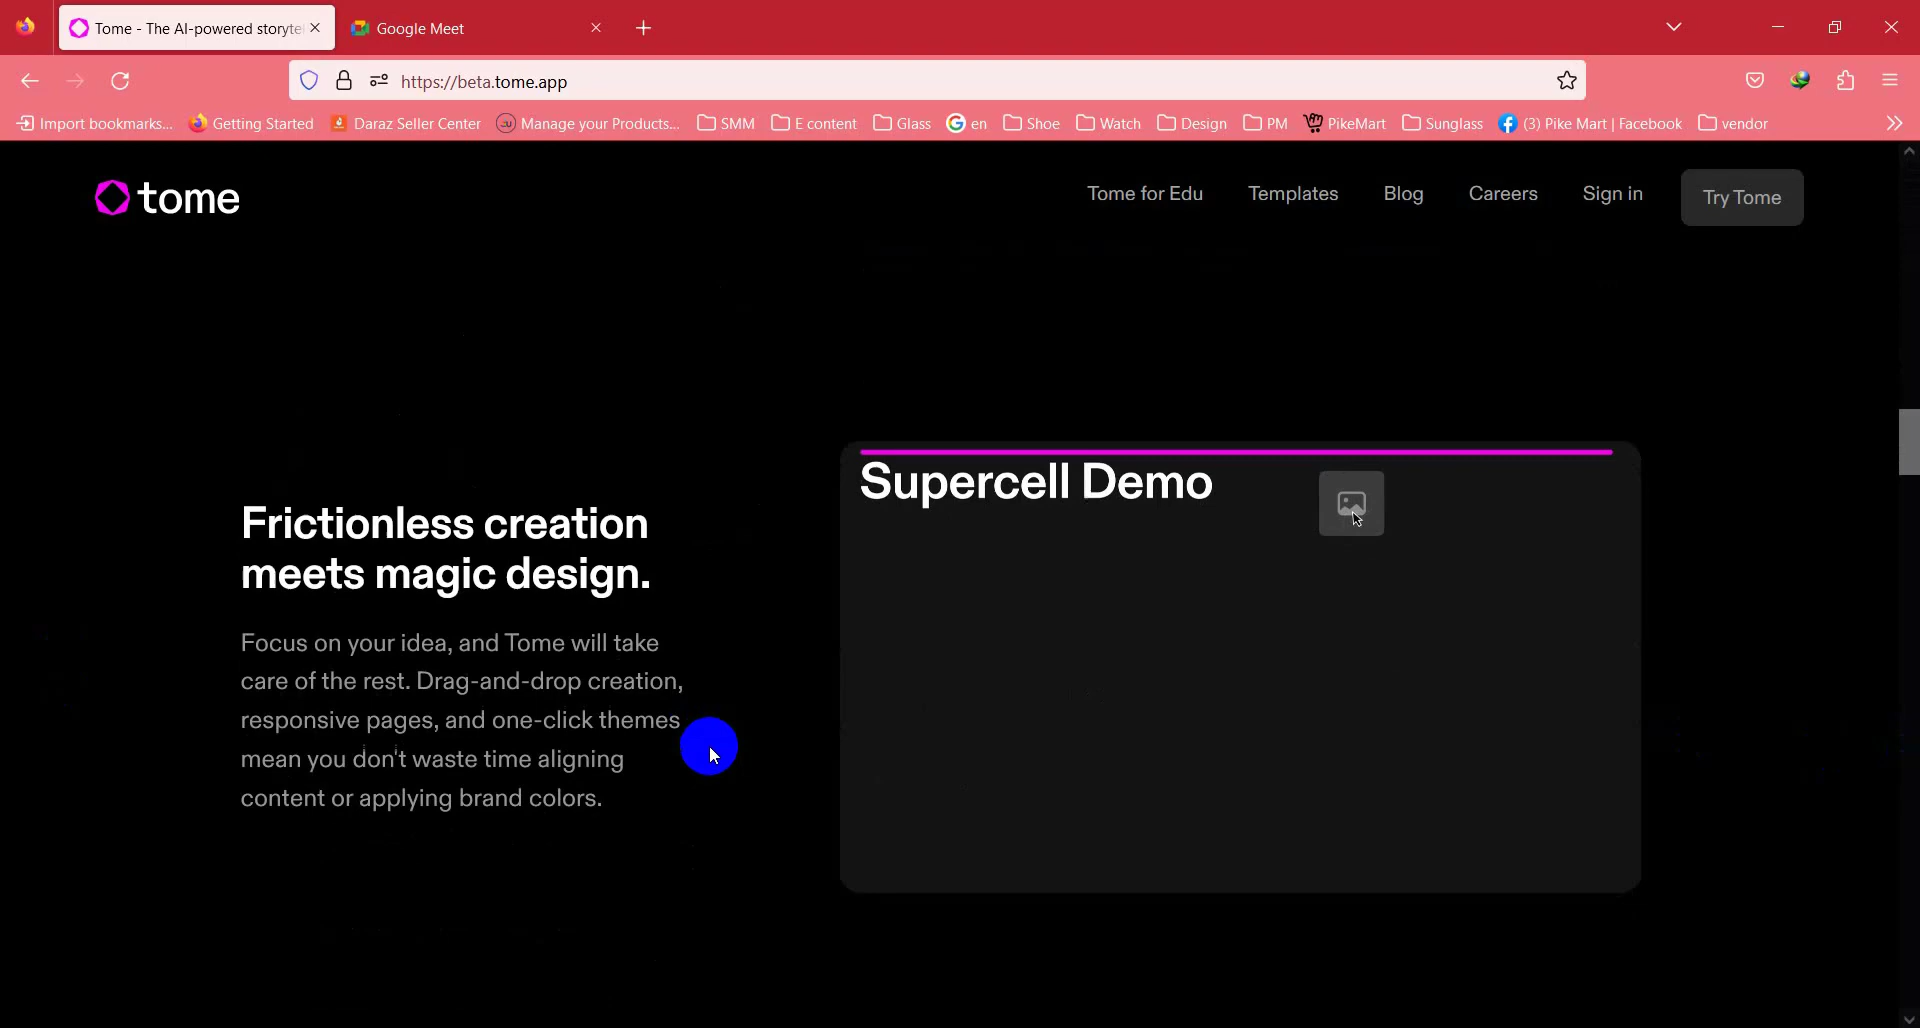 Tome - The AI-powered storyte
Google Meet
https://beta.tome.app
Import bookmarks...
Getting Started
Daraz Seller Center
Manage your Products...
SMM
E content
Glass
en
Shoe
Watch
Design
PM
PikeMart
Sunglass
(3) Pike Mart | Facebook
vendor
tome
Tome for Edu
Templates
Blog
Careers
Sign in
Try Tome
Frictionless creation
meets magic design.
Focus on your idea, and Tome will take
care of the rest. Drag-and-drop creation,
responsive pages, and one-click themes
mean you don't waste time aligning
content or applying brand colors.
Supercell Demo